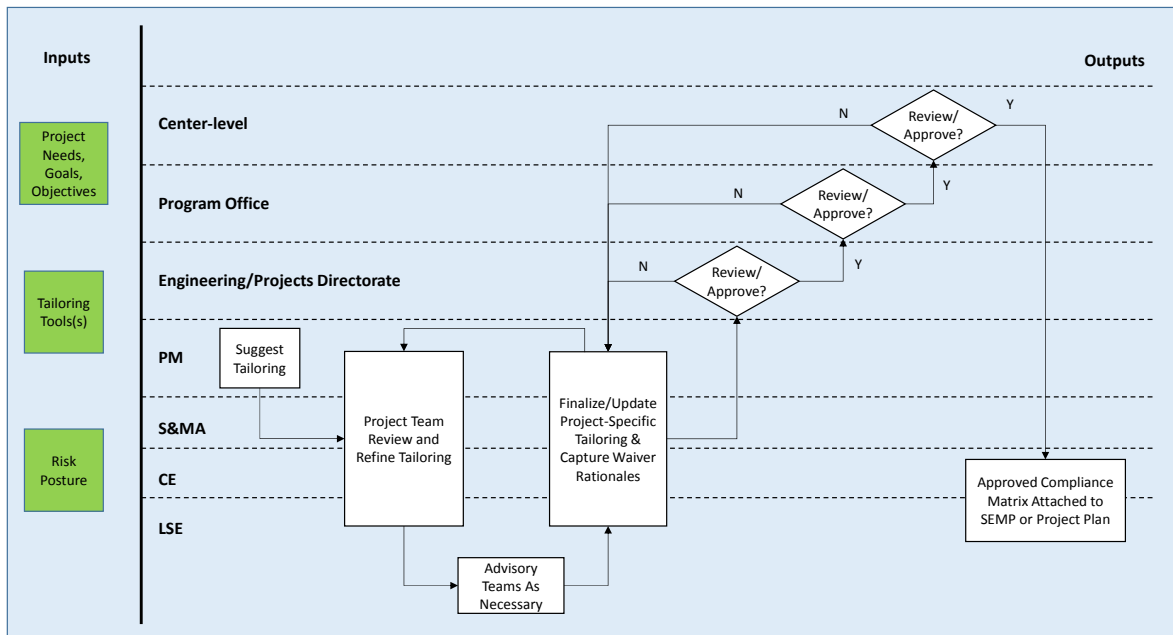 Inputs
Outputs
Project
Needs,
Goals,
Objectives
Tailoring
Tools(s)
Risk
Posture
Center-level
N
Review/
Approve?
Y
Program Office
N
Review/
Approve?
Y
Engineering/Projects Directorate
N
Review/
Approve?
Y
PM
Suggest
Tailoring
S&MA
Project Team
Review and
Refine Tailoring
Finalize/Update
Project-Specific
Tailoring &
Capture Waiver
Rationales
CE
Approved Compliance
Matrix Attached to
SEMP or Project Plan
LSE
Advisory
Teams As
Necessary